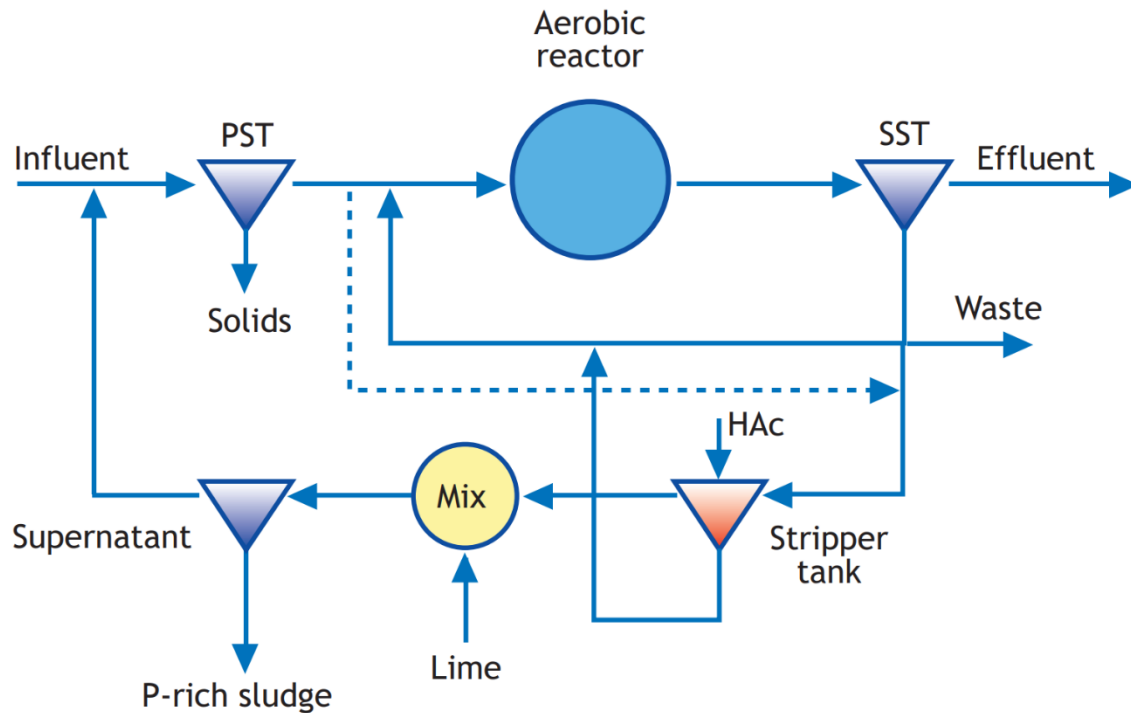 Aerobic
reactor
PST
SST
Influent
Effluent
Solids
Waste
HAc
Mix
Supernatant
Stripper
tank
Lime
P-rich sludge